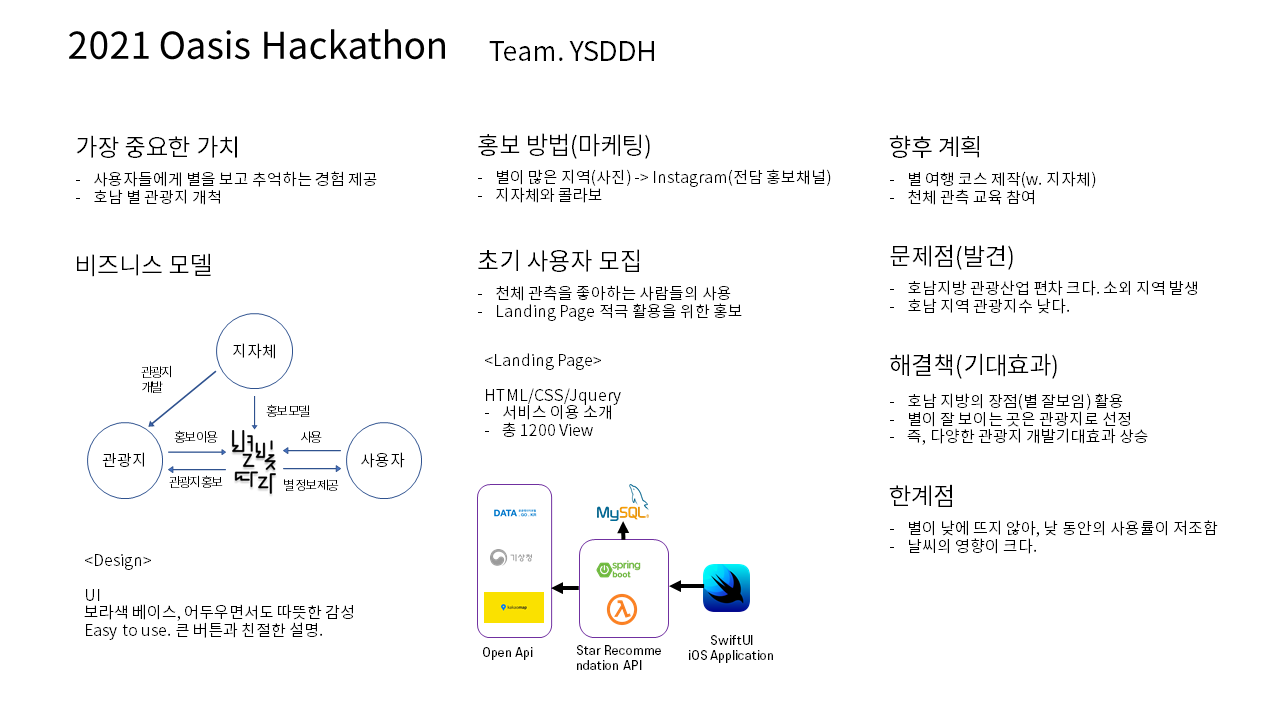 2021 Oasis Hackathon
Team. YSDDH
가장 중요한 가치
- 사용자들에게 별을 보고 추억하는 경험 제공
- 호남 별 관광지 개척
비즈니스 모델
지자체
관광지
개발
홍보 모델
관광지
홍보 이용
관광지 홍보
별빛
따라
사용
별 정보 제공
사용자
<Design>
UI
보라색 베이스, 어두우면서도 따뜻한 감성
Easy to use. 큰 버튼과 친절한 설명.
홍보 방법(마케팅)
- 별이 많은 지역(사진) -> Instagram(전담 홍보채널)
- 지자체와 콜라보
초기 사용자 모집
- 천체 관측을 좋아하는 사람들의 사용
- Landing Page 적극 활용을 위한 홍보
<Landing Page>
HTML/CSS/Jquery
- 서비스 이용 소개
- 총 1200 View
DATA
.GO.KR
기상청
kakaomap
Open Api
MySQL
spring
boot
Star Recomme
ndation API
SwiftUI
iOS Application
향후 계획
- 별 여행 코스 제작(w. 지자체)
- 천체 관측 교육 참여
문제점(발견)
- 호남지방 관광산업 편차 크다. 소외 지역 발생
- 호남 지역 관광지수 낮다.
해결책(기대효과)
- 호남 지방의 장점(별 잘보임) 활용
- 별이 잘 보이는 곳은 관광지로 선정
- 즉, 다양한 관광지 개발기대효과 상승
한계점
- 별이 낮에 뜨지 않아, 낮 동안의 사용률이 저조함
- 날씨의 영향이 크다.